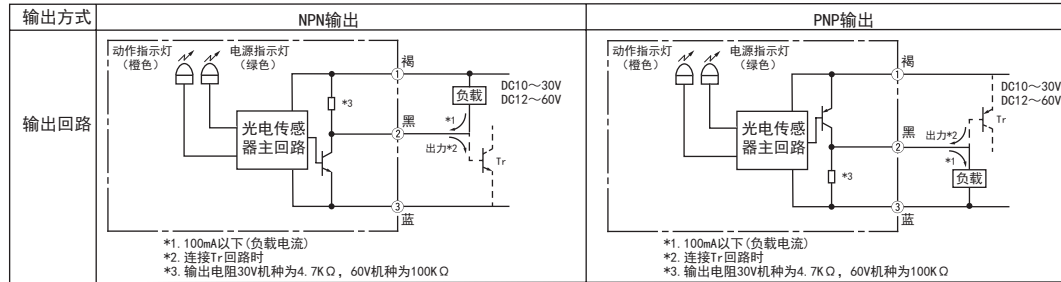 输出方式
NPN输出
PNP输出
输出回路
动作指示灯
(橙色)
电源指示灯
(绿色)
光电传感
器主回路
*3
1
褐
DC10～30V
DC12～60V
负载
*1
2
黑
出力*2
Tr
3
蓝
*1. 100mA以下(负载电流)
*2. 连接Tr回路时
*3. 输出电阻30V机种为4.7KΩ，60V机种为100KΩ
动作指示灯
(橙色)
电源指示灯
(绿色)
光电传感
器主回路
1
褐
DC10～30V
DC12～60V
Tr
黑
2
出力*2
*1
*3
负载
3
蓝
*1. 100mA以下(负载电流)
*2. 连接Tr回路时
*3. 输出电阻30V机种为4.7KΩ，60V机种为100KΩ